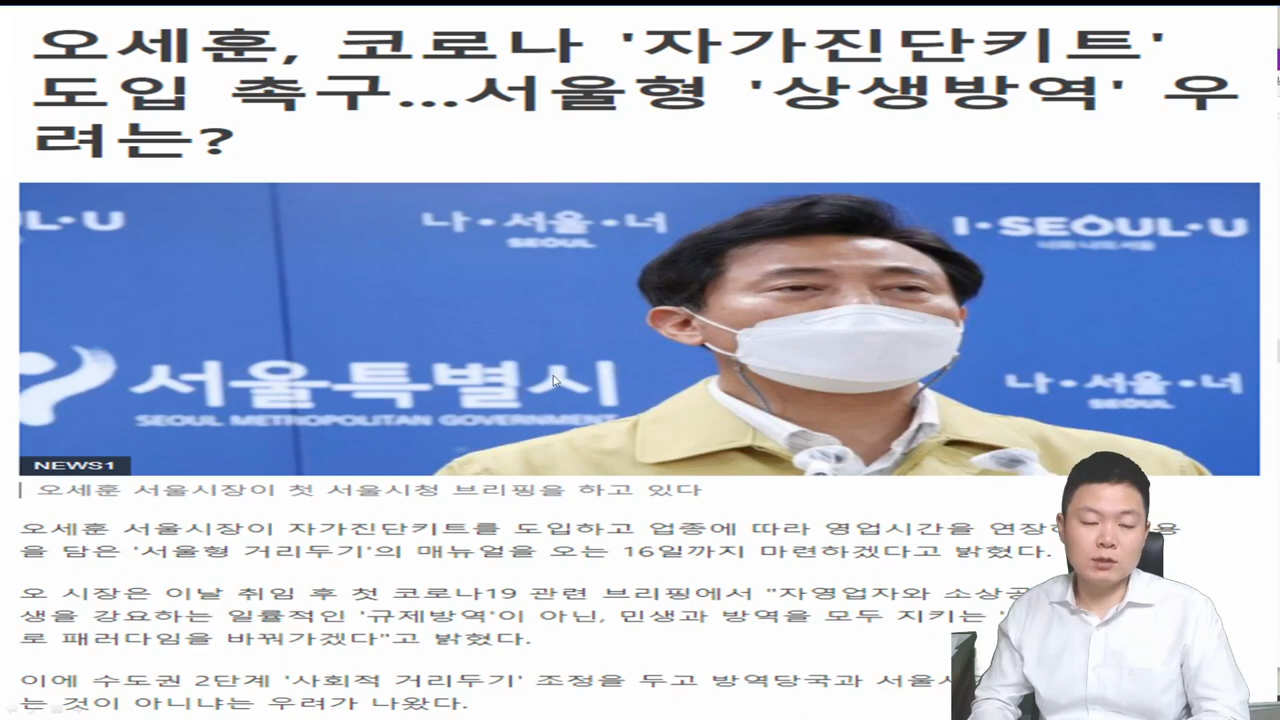 오세훈, 코로나 '자가진단키트'
도입 촉구...서울형 '상생방역' 우
려는?
UL·U
나·서울·너
SEOUL
I·SEOUL·U
너와 나의 서울
서울특별시
SEOUL METROPOLITAN GOVERNMENT
나·서울·너
SEOUL
NEWS1
오세훈 서울시장이 첫 서울시청 브리핑을 하고 있다
오세훈 서울시장이 자가진단키트를 도입하고 업종에 따라 영업시간을 용
을 담은 '서울형 거리두기'의 매뉴얼을 오는 16일까지 마련하겠다고 밝혔다.
오 시장은 이날 취임 후 첫 코로나19 관련 브리핑에서 "자영업자와
생을 강요하는 일률적인 '규제방역'이 아닌, 민생과 방역을 모두 지키는 '
로 패러다임을 바꿔가겠다"고 밝혔다.
이에 수도권 2단계 '사회적 거리두기' 조정을 두고 방역당국과
는 것이 아니냐는 우려가 나왔다.